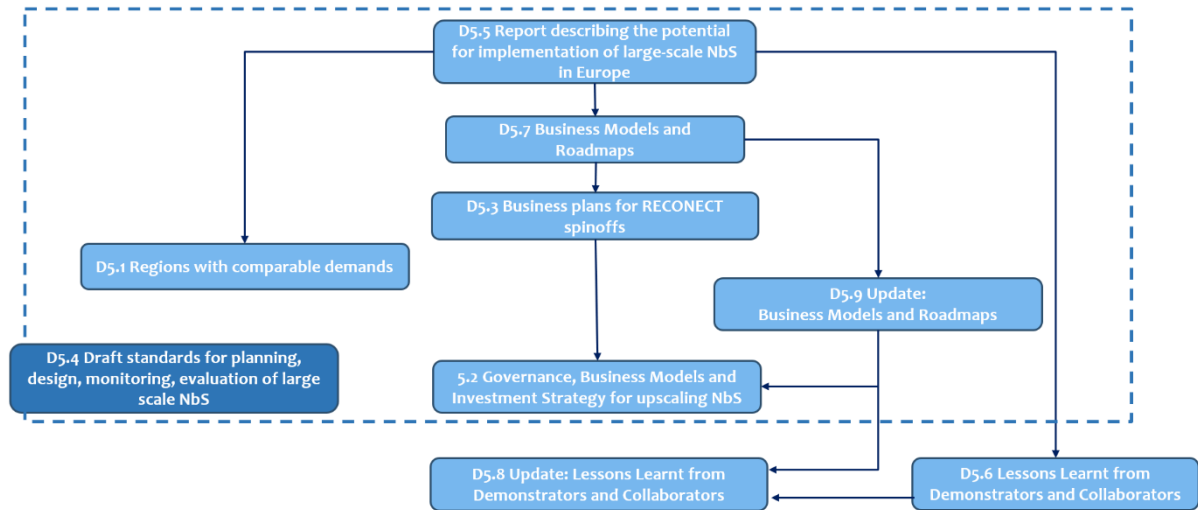 D5.5 Report describing the potential
for implementation of large-scale NbS
in Europe
D5.7 Business Models and
Roadmaps
D5.3 Business plans for RECONECT
spinoffs
D5.1 Regions with comparable demands
D5.9 Update:
Business Models and Roadmaps
D5.4 Draft standards for planning,
design, monitoring, evaluation of large
scale NbS
5.2 Governance, Business Models and
Investment Strategy for upscaling NbS
D5.8 Update: Lessons Learnt from
Demonstrators and Collaborators
D5.6 Lessons Learnt from
Demonstrators and Collaborators